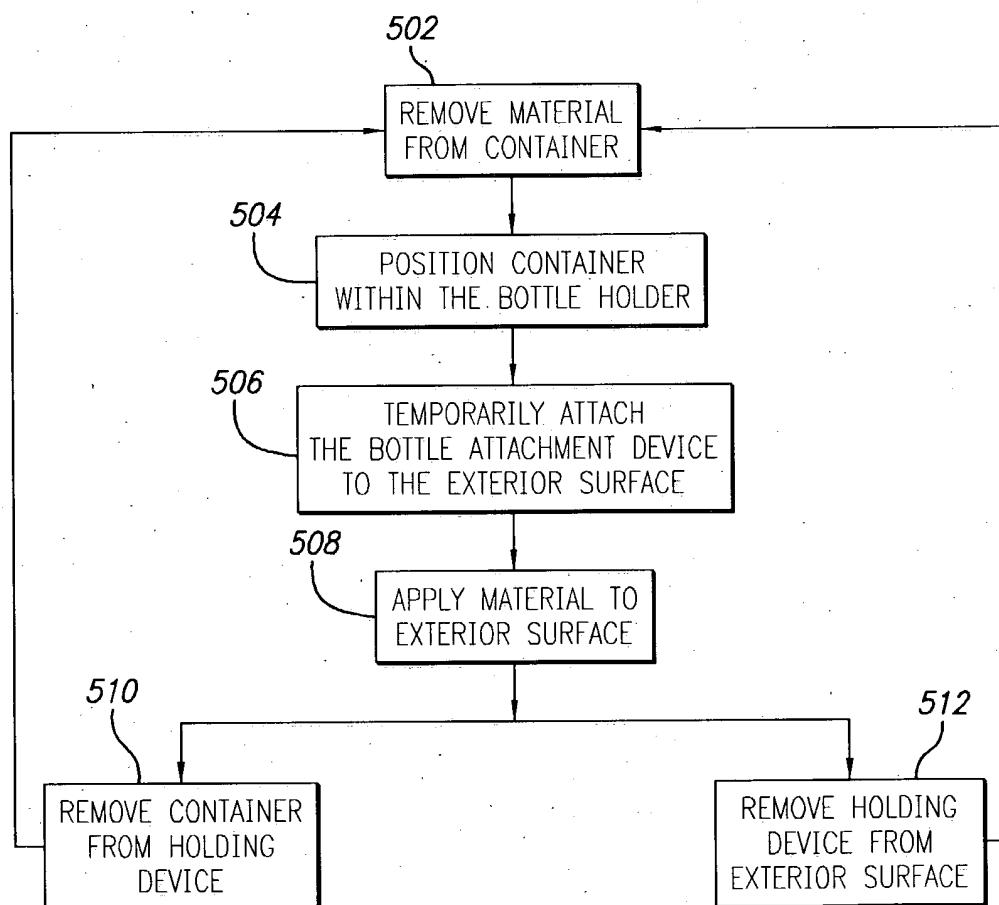 502
REMOVE MATERIAL
FROM CONTAINER
504
POSITION CONTAINER
WITHIN THE BOTTLE HOLDER
506
TEMPORARILY ATTACH
THE BOTTLE ATTACHMENT DEVICE
TO THE EXTERIOR SURFACE
508
APPLY MATERIAL TO
EXTERIOR SURFACE
510
REMOVE CONTAINER
FROM HOLDING
DEVICE
512
REMOVE HOLDING
DEVICE FROM
EXTERIOR SURFACE